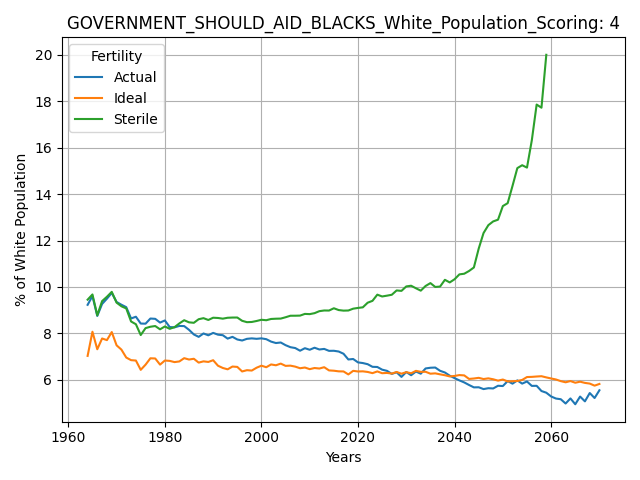 GOVERNMENT_SHOULD_AID_BLACKS_White_Population_Scoring: 4
Fertility
Actual
Ideal
Sterile
% of White Population
20
18
16
14
12
10
8
6
1960
1980
2000
2020
2040
2060
Years